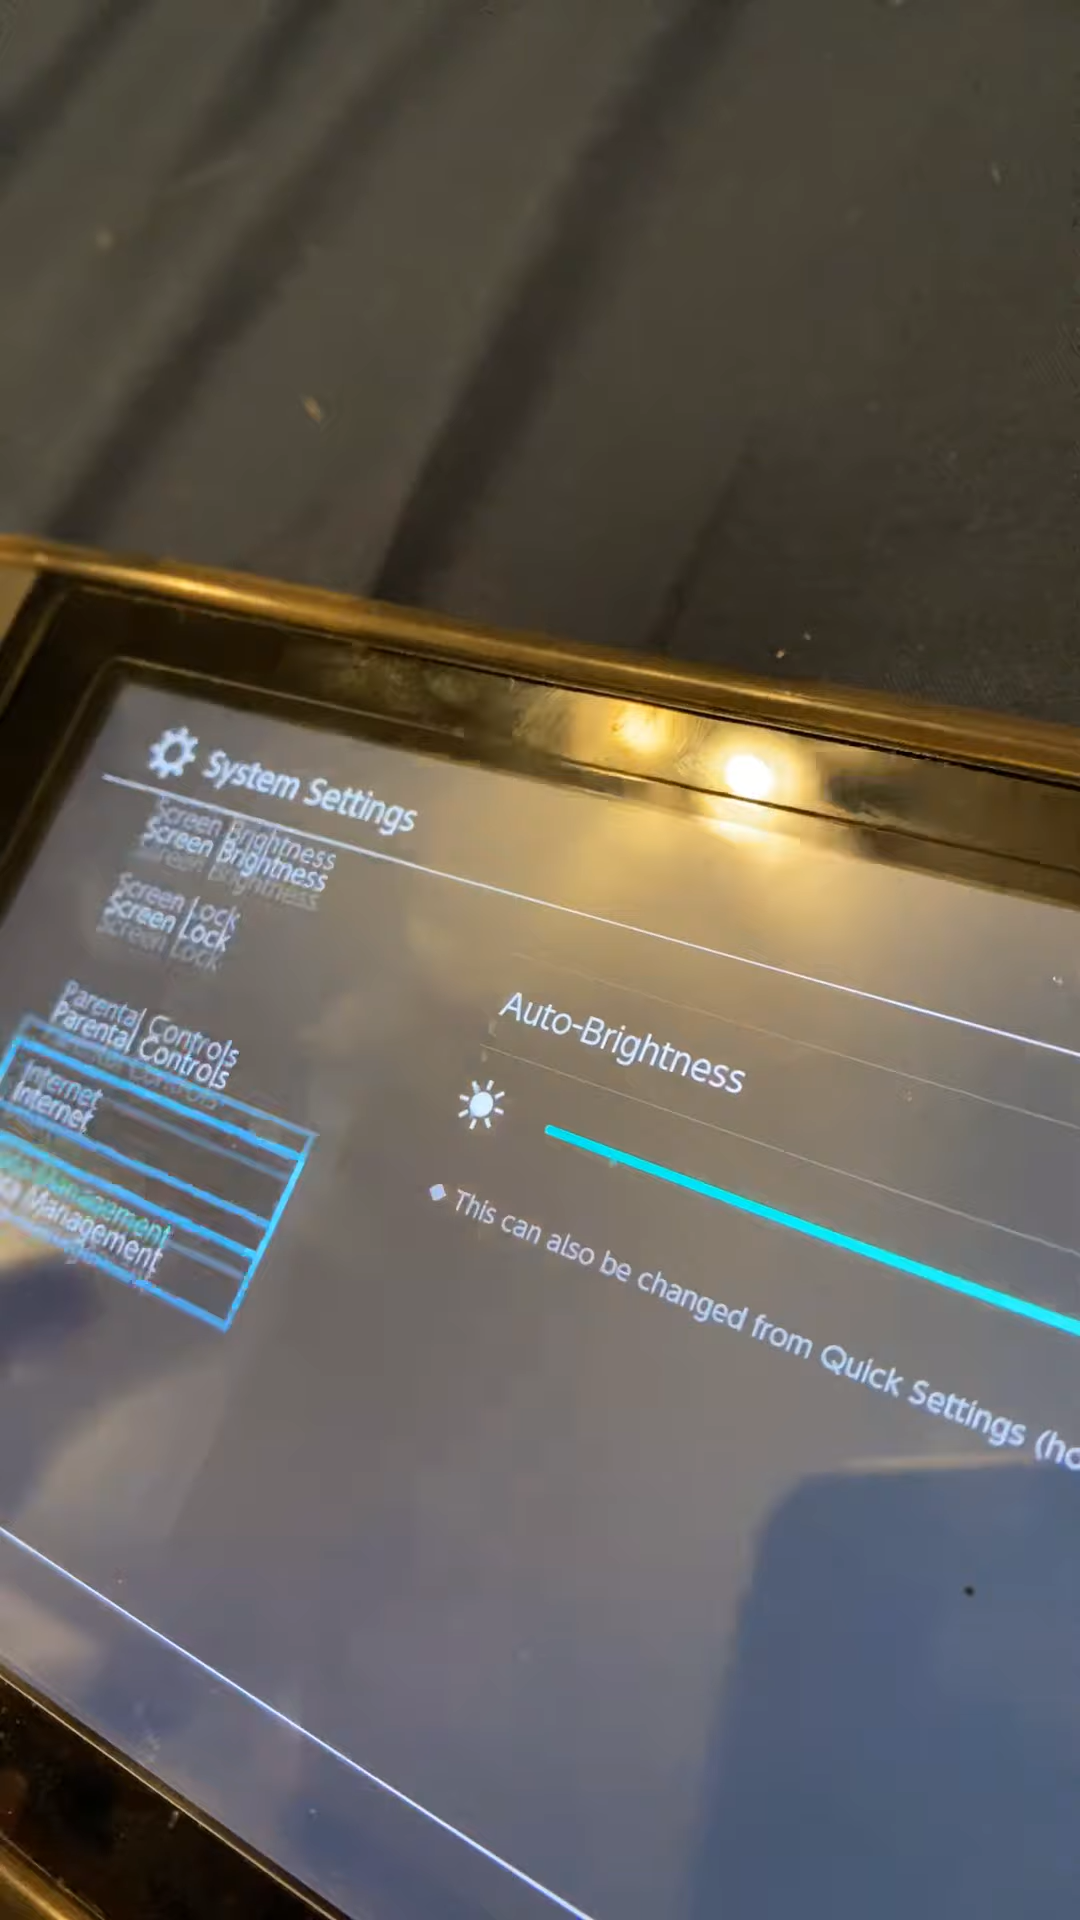 System Settings
Screen Brightness
Screen Lock
Parental Controls
Internet
Management
Auto-Brightness
This can also be changed from Quick Settings (ho